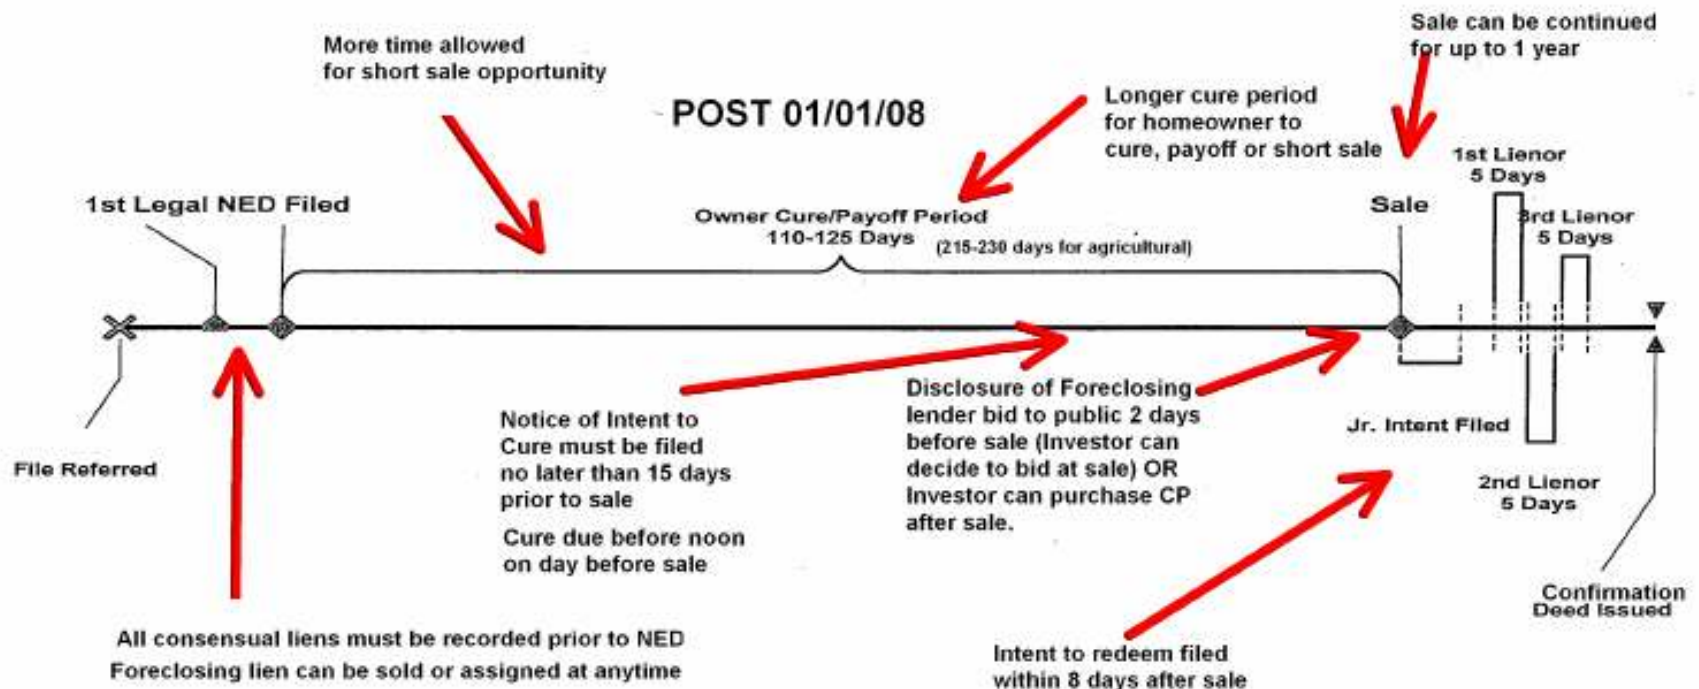 More time allowed
for short sale opportunity
POST 01/01/08
Sale can be continued
for up to 1 year
Longer cure period
for homeowner to
cure, payoff or short sale
1st Lienor
5 Days
1st Legal NED Filed
Owner Cure/Payoff Period
110-125 Days (215-230 days for agricultural)
Sale
3rd Lienor
5 Days
File Referred
Notice of Intent to
Cure must be filed
no later than 15 days
prior to sale
Cure due before noon
on day before sale
Disclosure of Foreclosing
lender bid to public 2 days
before sale (Investor can
decide to bid at sale) OR
Investor can purchase CP
after sale.
Jr. Intent Filed
2nd Lienor
5 Days
Confirmation
Deed Issued
All consensual liens must be recorded prior to NED
Foreclosing lien can be sold or assigned at anytime
Intent to redeem filed
within 8 days after sale